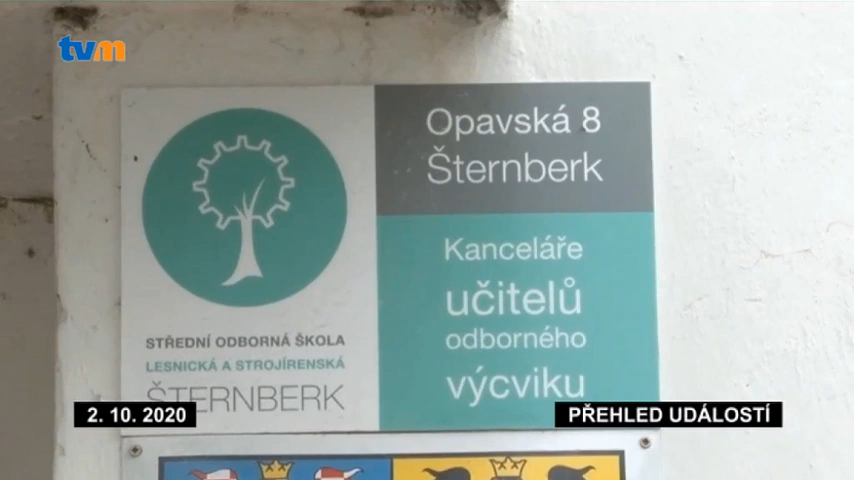 tvm
Opavská 8
Šternberk
Kanceláře
učitelů
odborného
výcviku
STŘEDNÍ ODBORNÁ ŠKOLA
LESNICKÁ A STROJÍRENSKÁ
ŠTERNBERK
2. 10. 2020
PŘEHLED UDÁLOSTÍ